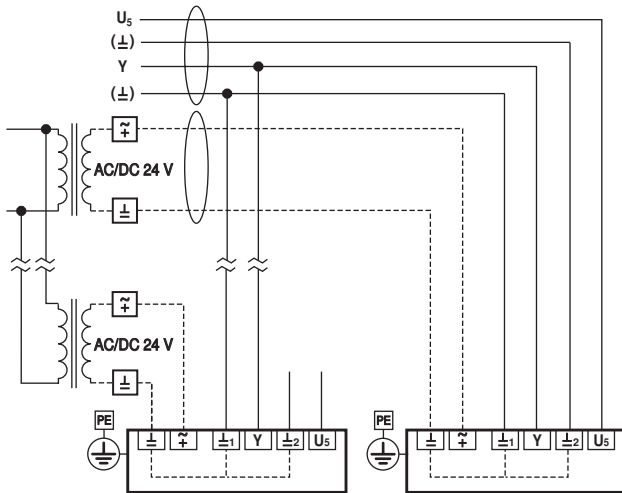 U5
(⊥)
Y
(⊥)
~+
AC/DC 24 V
⊥
~+
AC/DC 24 V
⊥
PE
⊥ ~+ ⊥1 Y ⊥2 U5
PE
⊥ ~+ ⊥1 Y ⊥2 U5